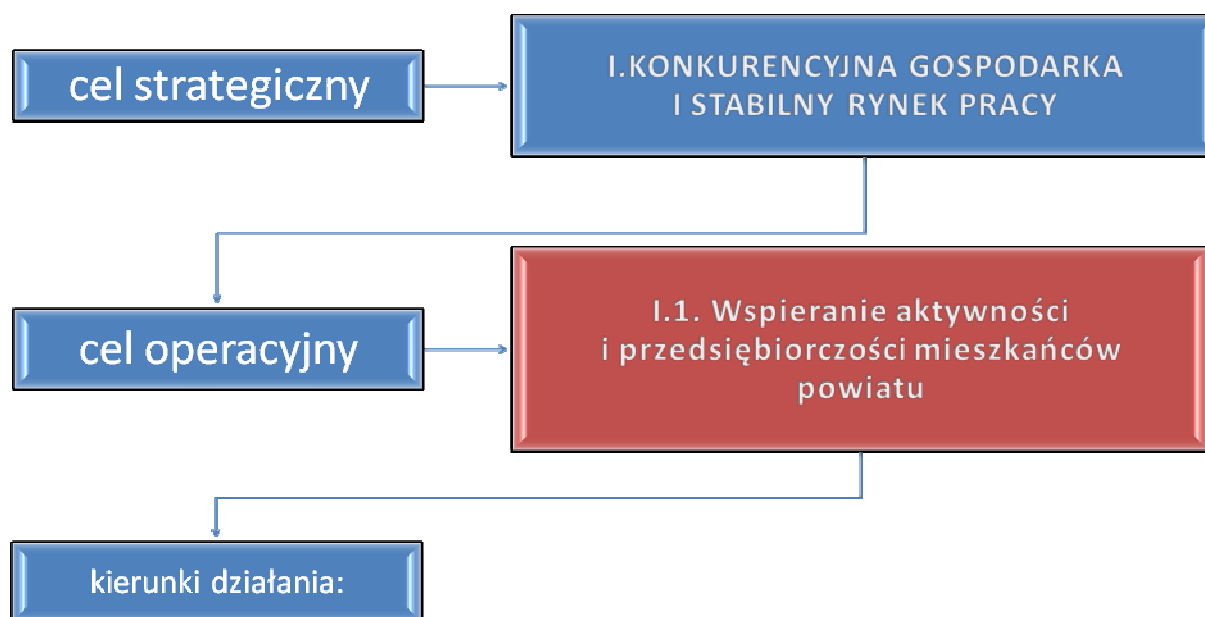 cel strategiczny
I.KONKURENCYJNA GOSPODARKA
I STABILNY RYNEK PRACY
cel operacyjny
I.1. Wspieranie aktywności
i przedsiębiorczości mieszkańców
powiatu
kierunki działania: